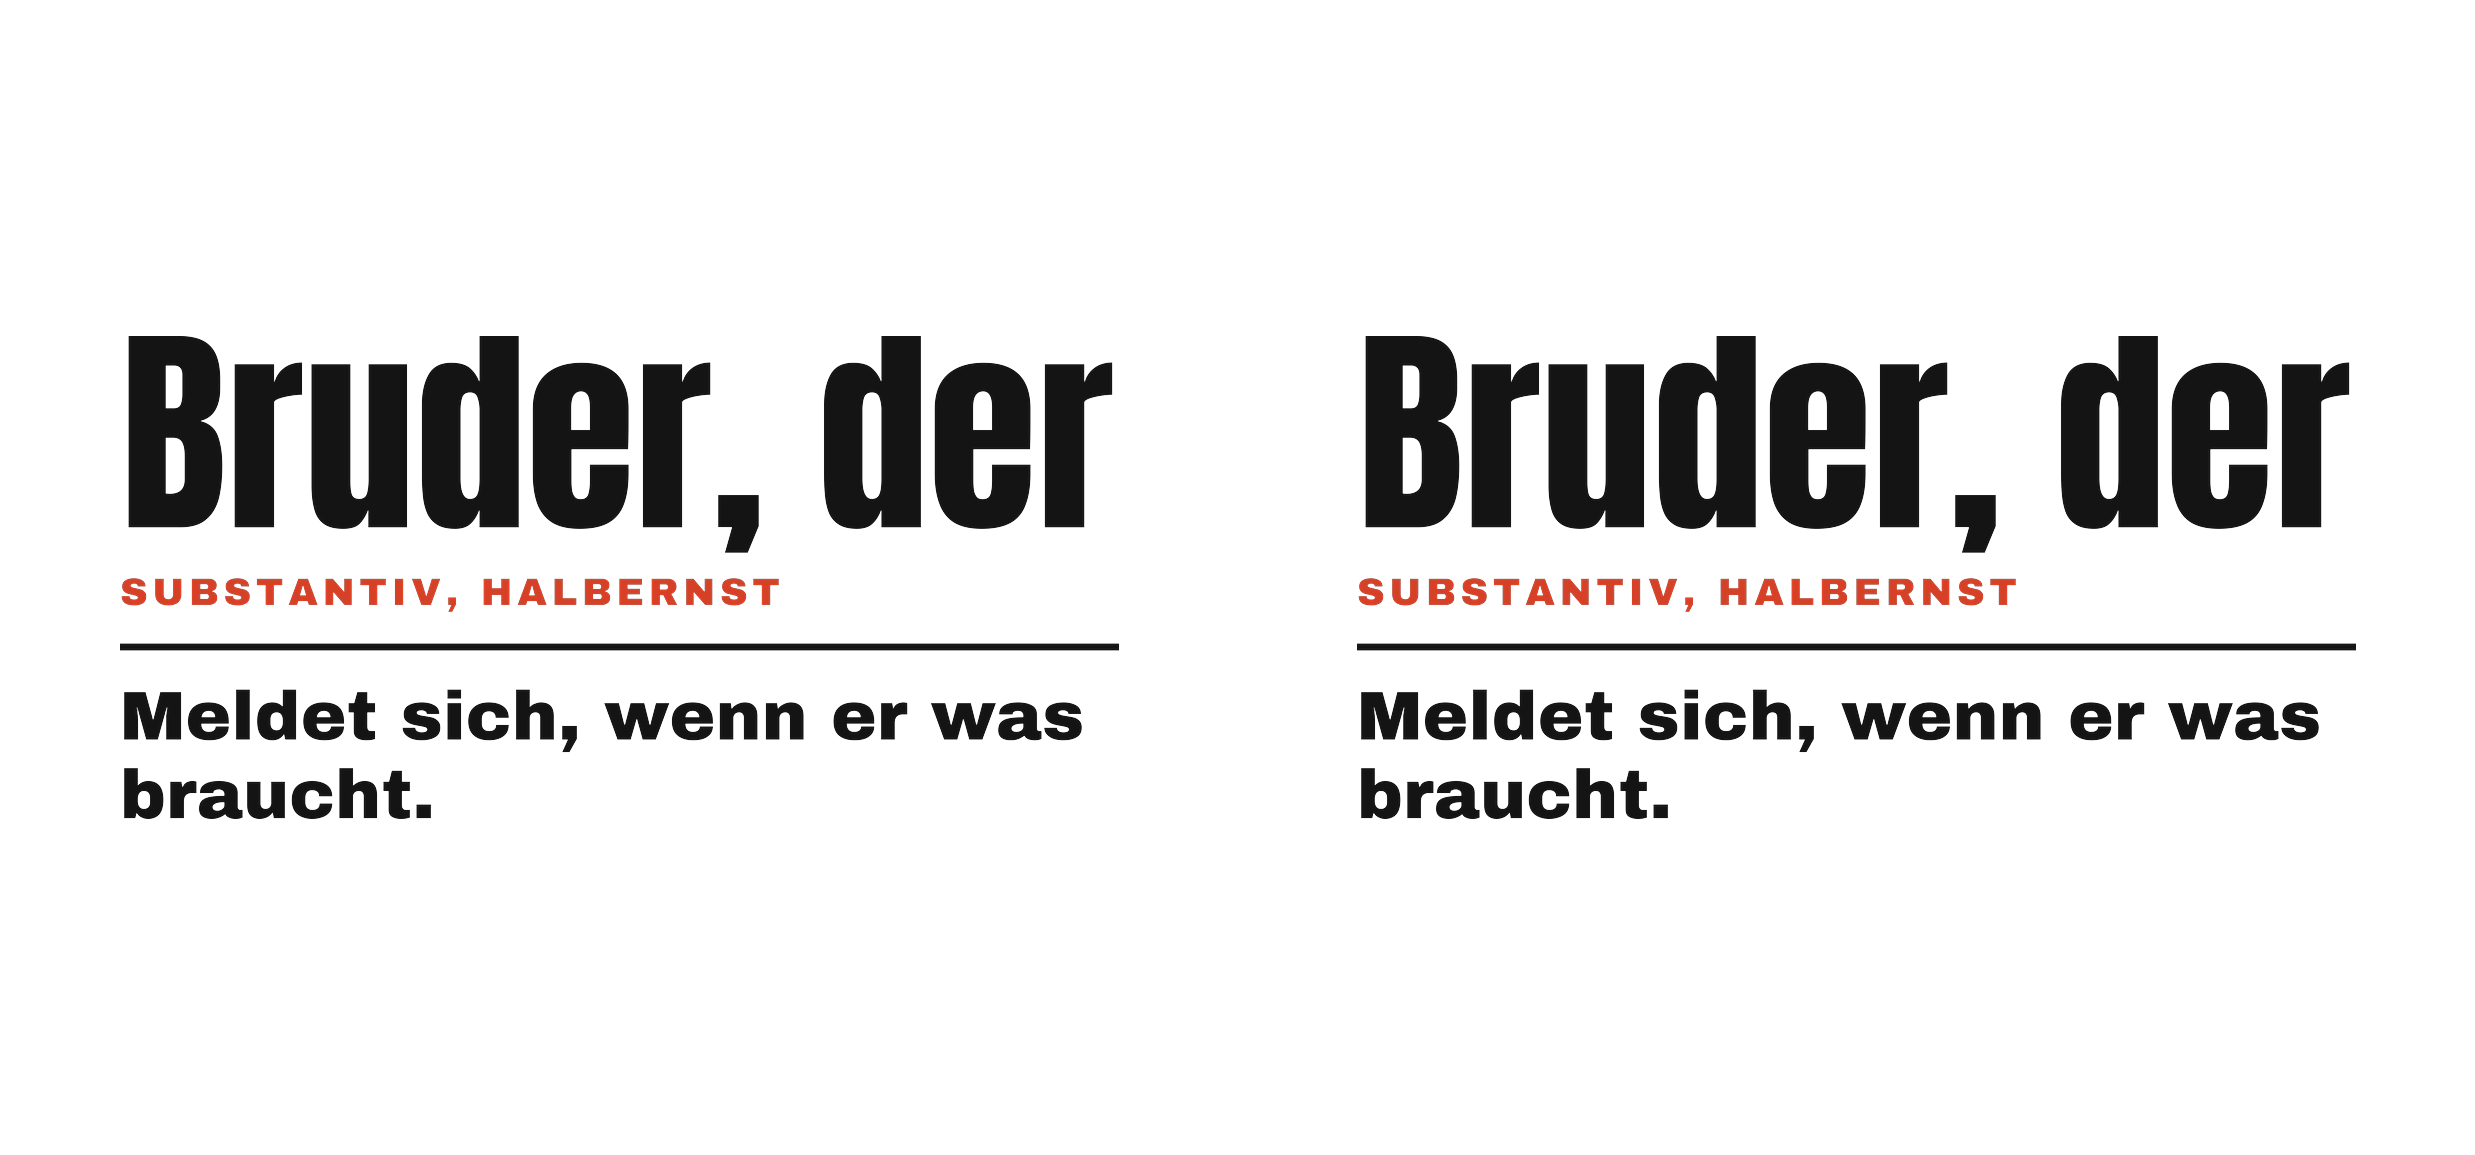 Bruder, der
SUBSTANTIV, HALBERNST
Meldet sich, wenn er was
braucht.
Bruder, der
SUBSTANTIV, HALBERNST
Meldet sich, wenn er was
braucht.